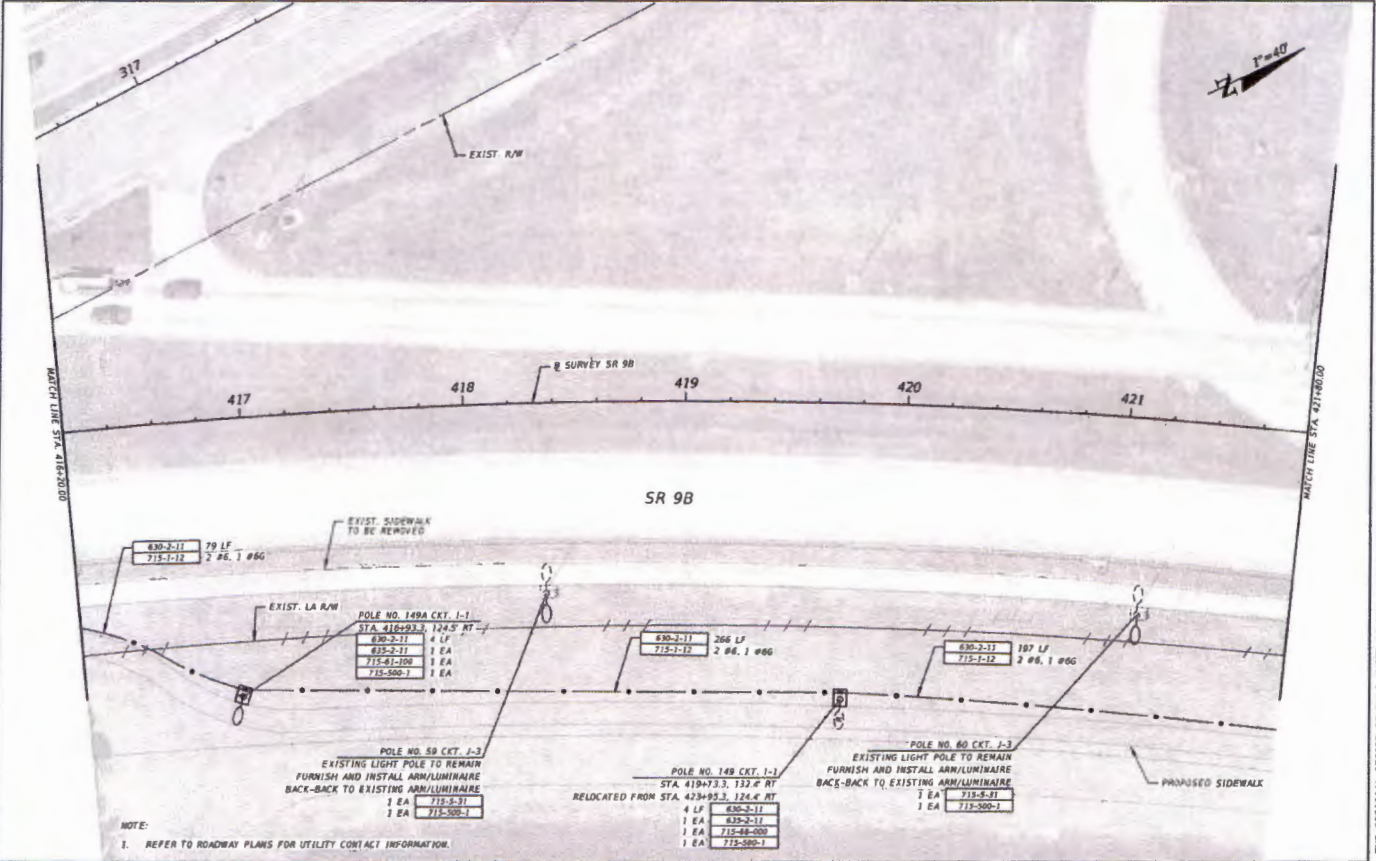 317
1"=40'
N
EXIST. R/W
MATCH LINE STA. 416+20.00
417
418
419
420
421
B SURVEY SR 9B
MATCH LINE STA. 421+80.00
SR 9B
EXIST. SIDEWALK
TO BE REMOVED
630-2-11 79 LF
715-1-12 2 #6, 1 #6G
EXIST. LA R/W
POLE NO. 149A CKT. I-1
STA. 416+93.3, 124.5' RT
630-2-11 4 LF
635-2-11 1 EA
715-61-100 1 EA
715-500-1 1 EA
630-2-11 266 LF
715-1-12 2 #6, 1 #6G
630-2-11 197 LF
715-1-12 2 #6, 1 #6G
POLE NO. 59 CKT. J-3
EXISTING LIGHT POLE TO REMAIN
FURNISH AND INSTALL ARM/LUMINAIRE
BACK-BACK TO EXISTING ARM/LUMINAIRE
1 EA 715-5-31
1 EA 715-500-1
POLE NO. 149 CKT. I-1
STA. 419+73.3, 132.4' RT
RELOCATED FROM STA. 423+95.3, 124.4' RT
4 LF 630-2-11
1 EA 635-2-11
1 EA 715-68-000
1 EA 715-500-1
POLE NO. 60 CKT. J-3
EXISTING LIGHT POLE TO REMAIN
FURNISH AND INSTALL ARM/LUMINAIRE
BACK-BACK TO EXISTING ARM/LUMINAIRE
1 EA 715-5-31
1 EA 715-500-1
PROPOSED SIDEWALK
NOTE:
1. REFER TO ROADWAY PLANS FOR UTILITY CONTACT INFORMATION.